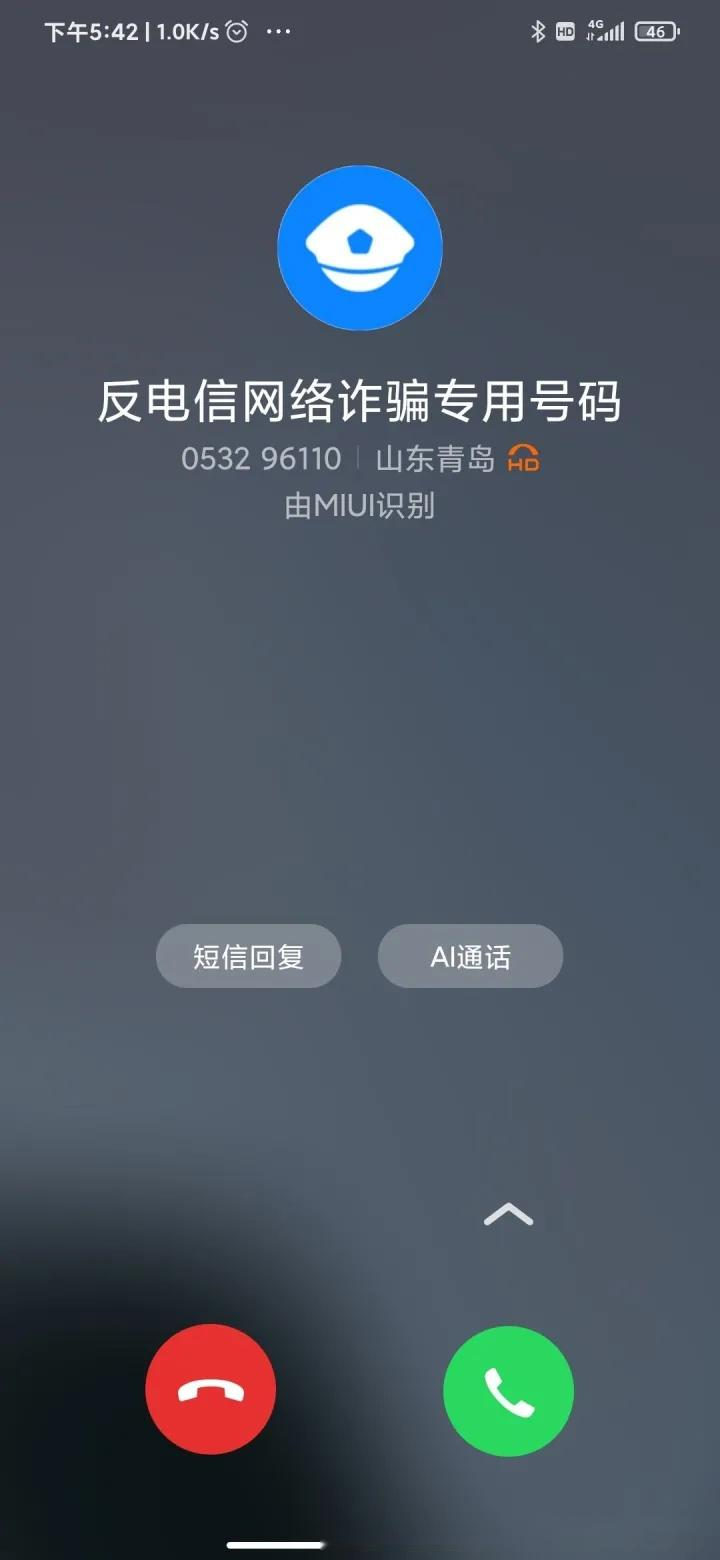 下午5:42 | 1.0K/s ···
HD 4G 46
反电信网络诈骗专用号码
0532 96110 | 山东青岛 HD
由MIUI识别
短信回复 AI通话